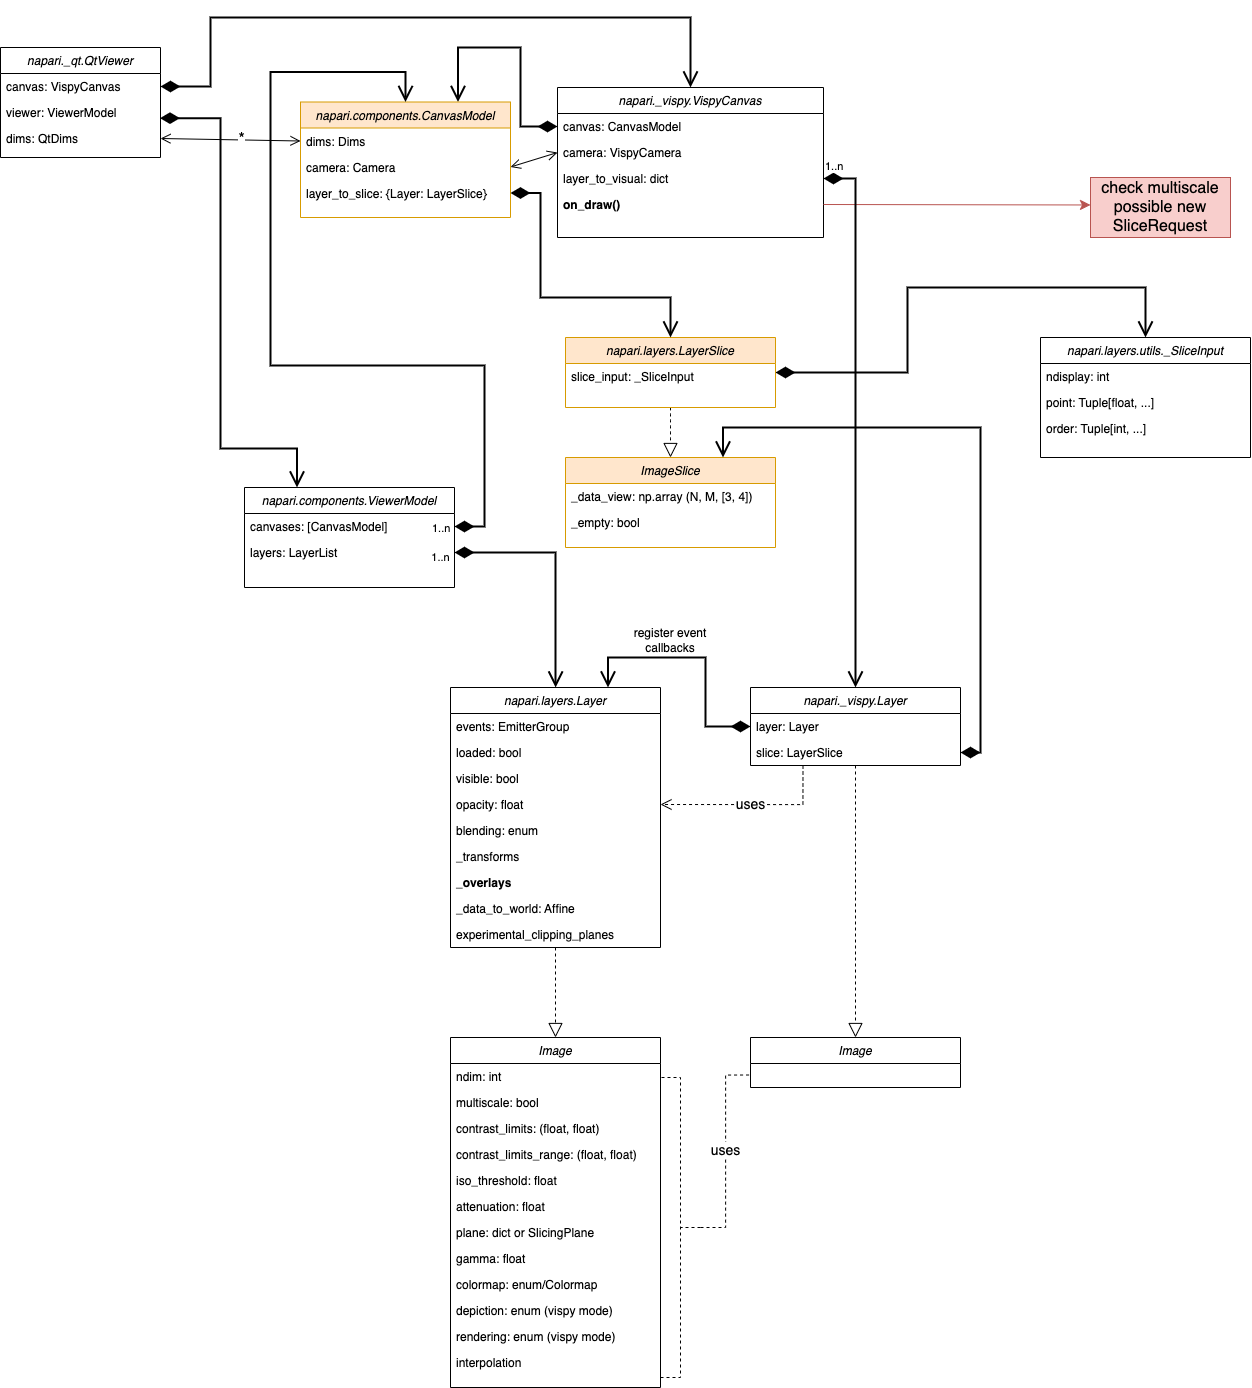 napari._qt.QtViewer
canvas: VispyCanvas
viewer: ViewerModel
dims: QtDims
*
napari.components.CanvasModel
dims: Dims
camera: Camera
layer_to_slice: {Layer: LayerSlice}
napari._vispy.VispyCanvas
canvas: CanvasModel
camera: VispyCamera
layer_to_visual: dict
on_draw()
1..n
check multiscale
possible new
SliceRequest
napari.layers.LayerSlice
slice_input: _SliceInput
napari.layers.utils._SliceInput
ndisplay: int
point: Tuple[float, ...]
order: Tuple[int, ...]
ImageSlice
_data_view: np.array (N, M, [3, 4])
_empty: bool
napari.components.ViewerModel
canvases: [CanvasModel]
1..n
layers: LayerList
1..n
register event
callbacks
napari.layers.Layer
events: EmitterGroup
loaded: bool
visible: bool
opacity: float
blending: enum
_transforms
_overlays
_data_to_world: Affine
experimental_clipping_planes
napari._vispy.Layer
layer: Layer
slice: LayerSlice
uses
Image
ndim: int
multiscale: bool
contrast_limits: (float, float)
contrast_limits_range: (float, float)
iso_threshold: float
attenuation: float
plane: dict or SlicingPlane
gamma: float
colormap: enum/Colormap
depiction: enum (vispy mode)
rendering: enum (vispy mode)
interpolation
Image
uses